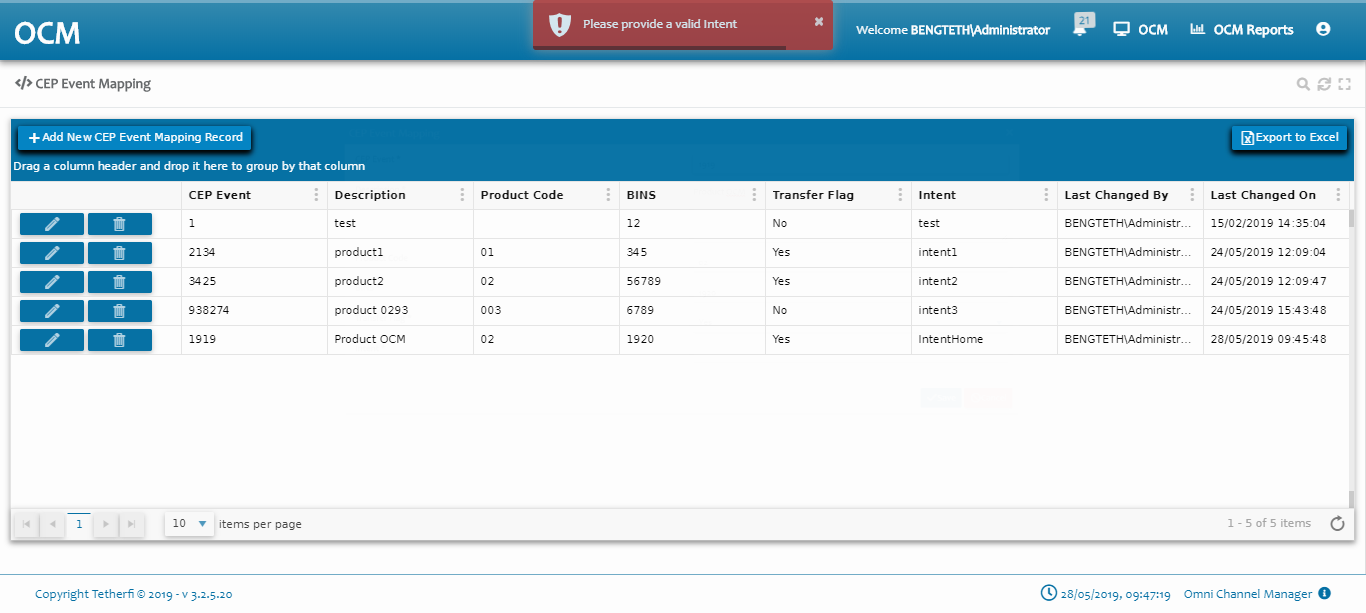 OCM
Please provide a valid Intent
Welcome BENGTETH\Administrator
21
OCM
OCM Reports
</> CEP Event Mapping
+ Add New CEP Event Mapping Record
Export to Excel
Drag a column header and drop it here to group by that column
CEP Event Description Product Code BINS Transfer Flag Intent Last Changed By Last Changed On
1 test 12 No test BENGTETH\Administr... 15/02/2019 14:35:04
2134 product1 01 345 Yes intent1 BENGTETH\Administr... 24/05/2019 12:09:04
3425 product2 02 56789 Yes intent2 BENGTETH\Administr... 24/05/2019 12:09:47
938274 product 0293 003 6789 No intent3 BENGTETH\Administr... 24/05/2019 15:43:48
1919 Product OCM 02 1920 Yes IntentHome BENGTETH\Administr... 28/05/2019 09:45:48
1 10 items per page 1 - 5 of 5 items
Copyright Tetherfi © 2019 - v 3.2.5.20 28/05/2019, 09:47:19 Omni Channel Manager